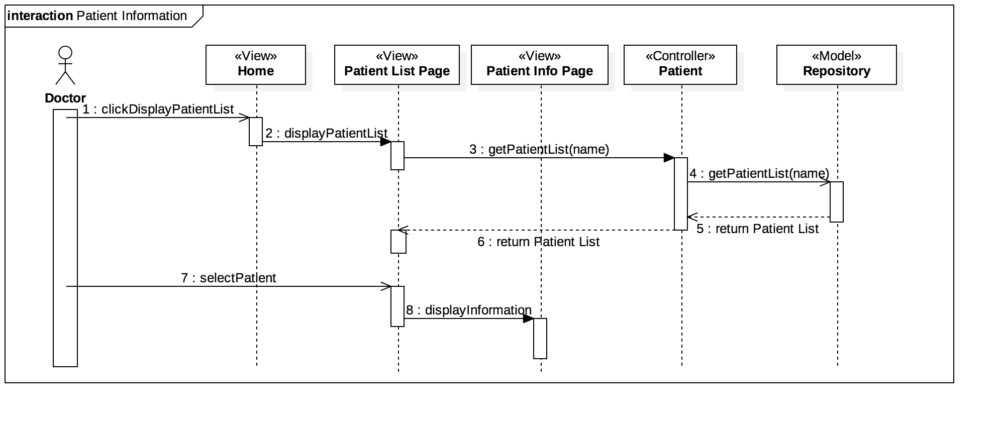 interaction Patient Information
«View»
Home
«View»
Patient List Page
«View»
Patient Info Page
«Controller»
Patient
«Model»
Repository
Doctor
1 : clickDisplayPatientList
2 : displayPatientList
3 : getPatientList(name)
4 : getPatientList(name)
5 : return Patient List
6 : return Patient List
7 : selectPatient
8 : displayInformation